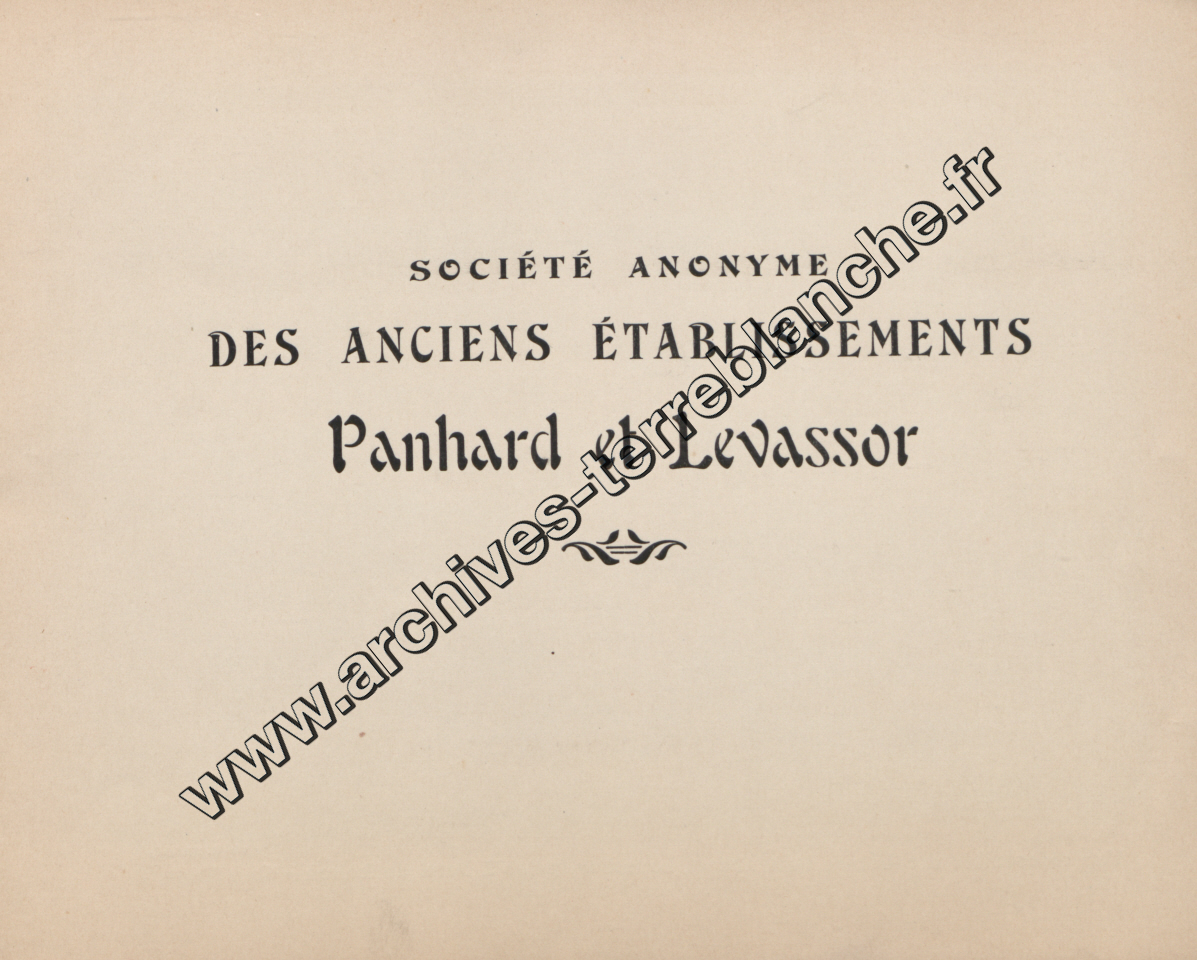 SOCIÉTÉ ANONYME
DES ANCIENS ÉTABLISSEMENTS
Panhard et Levassor
www.archives-terreblanche.fr